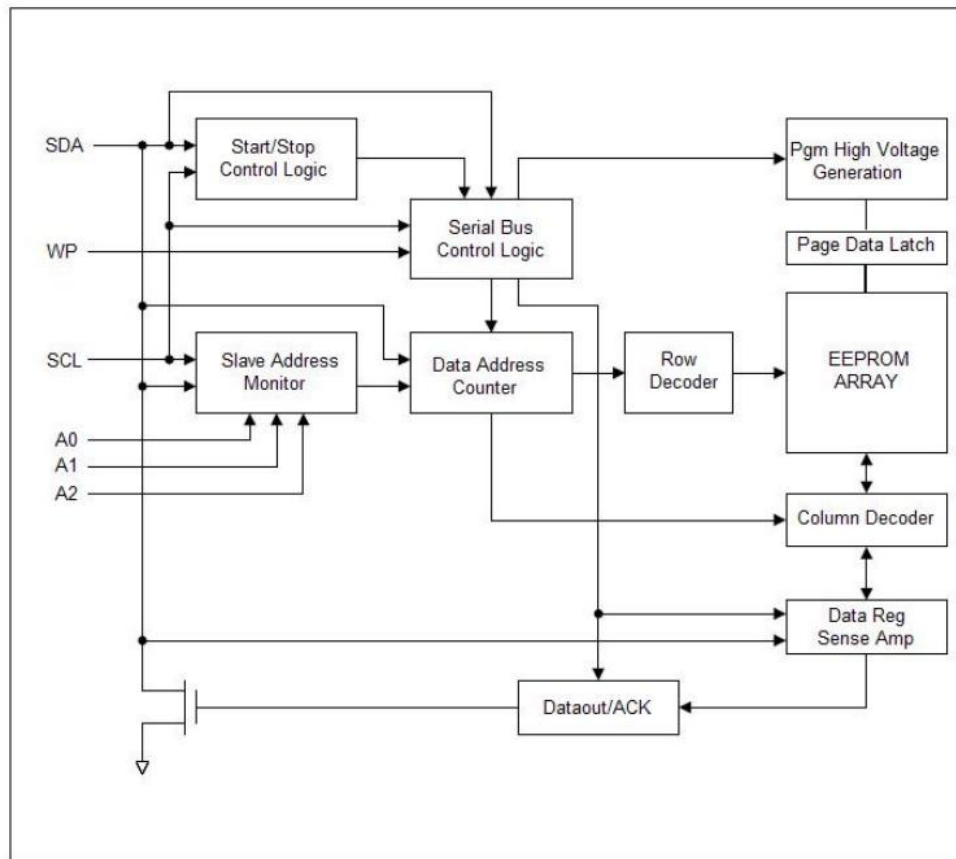 SDA
Start/Stop
Control Logic
Pgm High Voltage
Generation
WP
Serial Bus
Control Logic
Page Data Latch
SCL
Slave Address
Monitor
Data Address
Counter
Row
Decoder
EEPROM
ARRAY
A0
A1
A2
Column Decoder
Data Reg
Sense Amp
Dataout/ACK